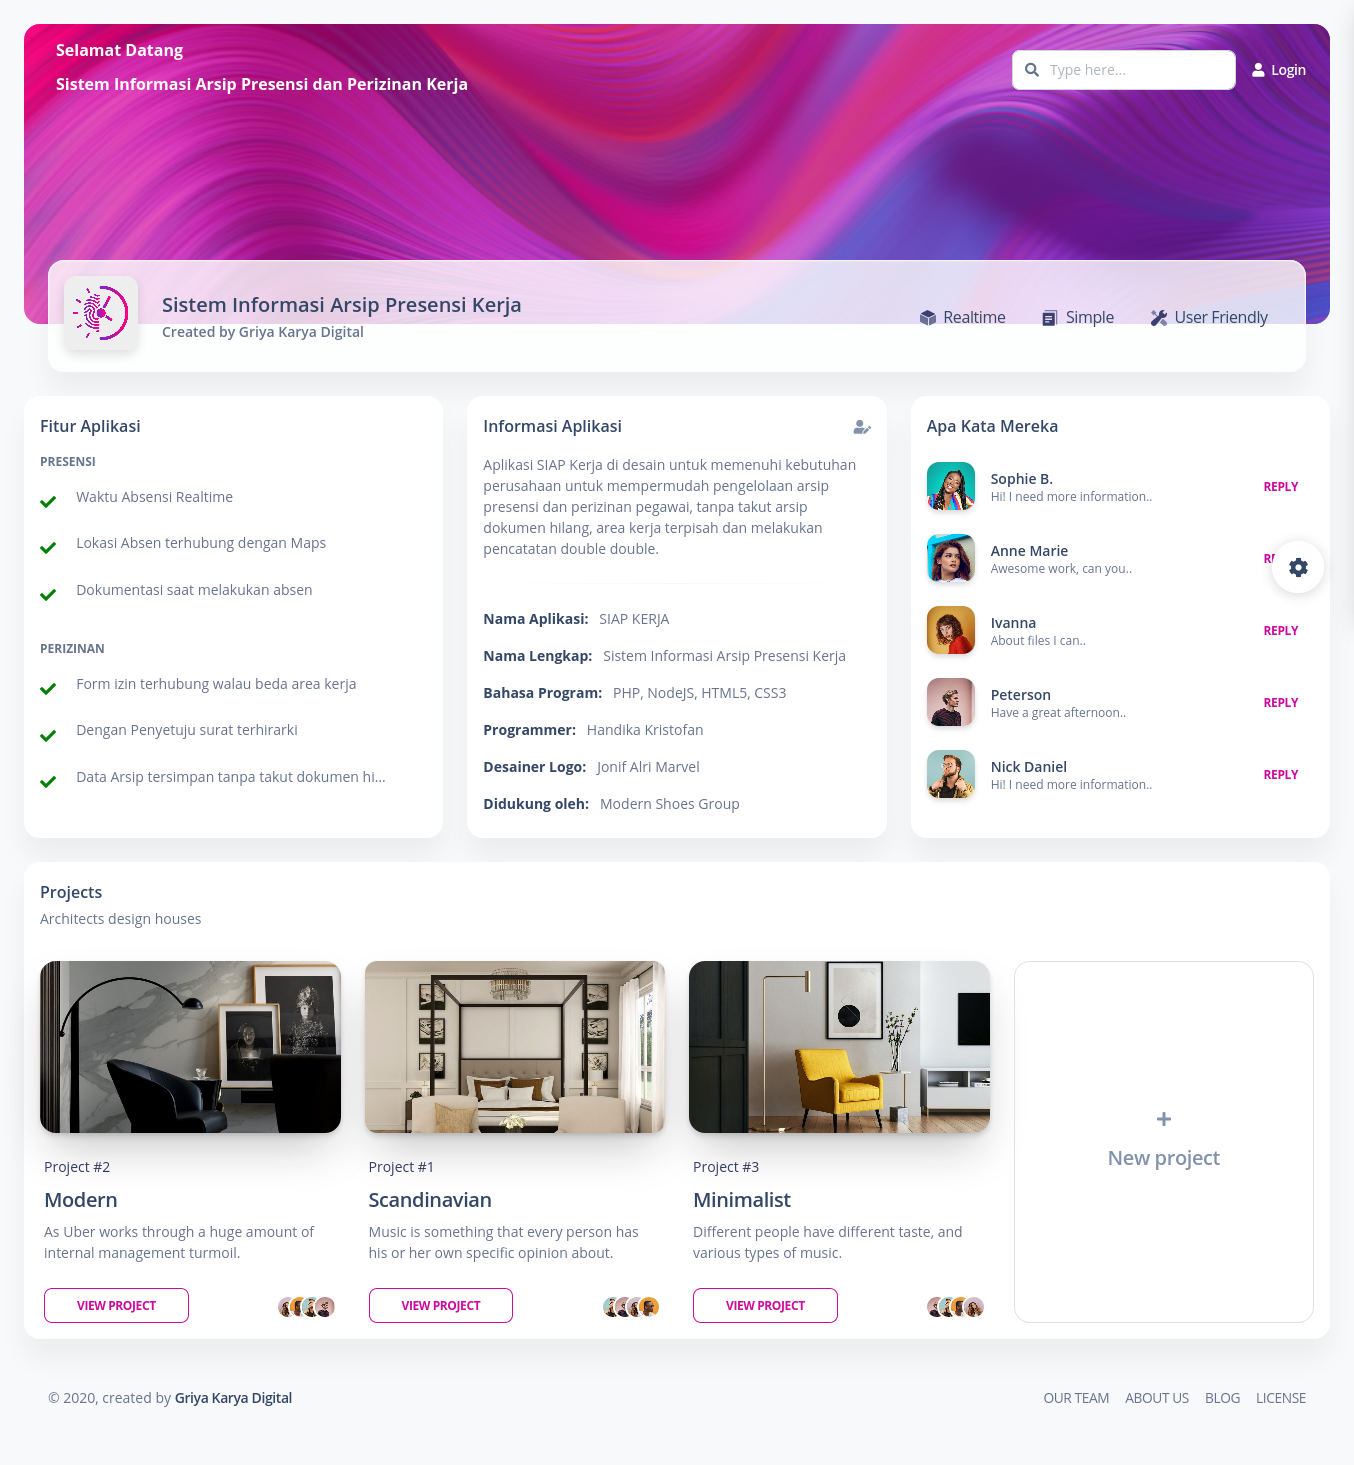 Selamat Datang
Sistem Informasi Arsip Presensi dan Perizinan Kerja
Type here...
Login
Sistem Informasi Arsip Presensi Kerja
Created by Griya Karya Digital
Realtime
Simple
User Friendly
Fitur Aplikasi
PRESENSI
Waktu Absensi Realtime
Lokasi Absen terhubung dengan Maps
Dokumentasi saat melakukan absen
PERIZINAN
Form izin terhubung walau beda area kerja
Dengan Penyetuju surat terhirarki
Data Arsip tersimpan tanpa takut dokumen hi...
Informasi Aplikasi
Aplikasi SIAP Kerja di desain untuk memenuhi kebutuhan
perusahaan untuk mempermudah pengelolaan arsip
presensi dan perizinan pegawai, tanpa takut arsip
dokumen hilang, area kerja terpisah dan melakukan
pencatatan double double.
Nama Aplikasi: SIAP KERJA
Nama Lengkap: Sistem Informasi Arsip Presensi Kerja
Bahasa Program: PHP, NodeJS, HTML5, CSS3
Programmer: Handika Kristofan
Desainer Logo: Jonif Alri Marvel
Didukung oleh: Modern Shoes Group
Apa Kata Mereka
Sophie B.
Hi! I need more information..
REPLY
Anne Marie
Awesome work, can you..
Ivanna
About files I can..
REPLY
Peterson
Have a great afternoon..
REPLY
Nick Daniel
Hi! I need more information..
REPLY
Projects
Architects design houses
Project #2
Modern
As Uber works through a huge amount of
internal management turmoil.
VIEW PROJECT
Project #1
Scandinavian
Music is something that every person has
his or her own specific opinion about.
VIEW PROJECT
Project #3
Minimalist
Different people have different taste, and
various types of music.
VIEW PROJECT
New project
© 2020, created by Griya Karya Digital
OUR TEAM
ABOUT US
BLOG
LICENSE